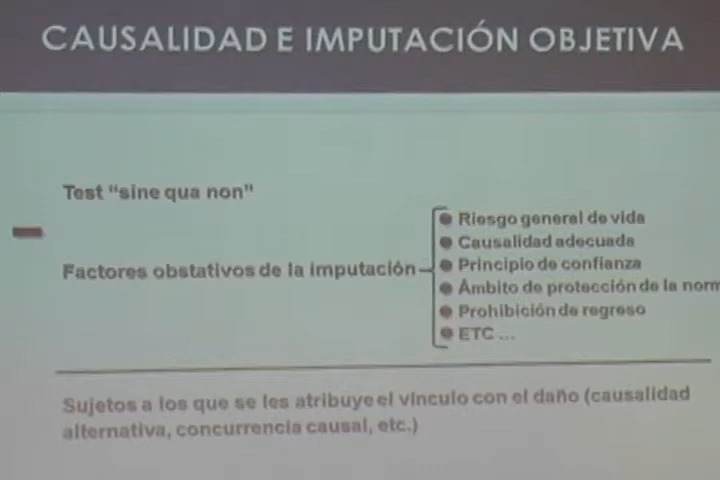 CAUSALIDAD E IMPUTACIÓN OBJETIVA
Test “sine qua non”
Factores obstativos de la imputación
Riesgo general de vida
Causalidad adecuada
Principio de confianza
Ámbito de protección de la norm
Prohibición de regreso
ETC ...
Sujetos a los que se les atribuye el vínculo con el daño (causalidad
alternativa, concurrencia causal, etc.)